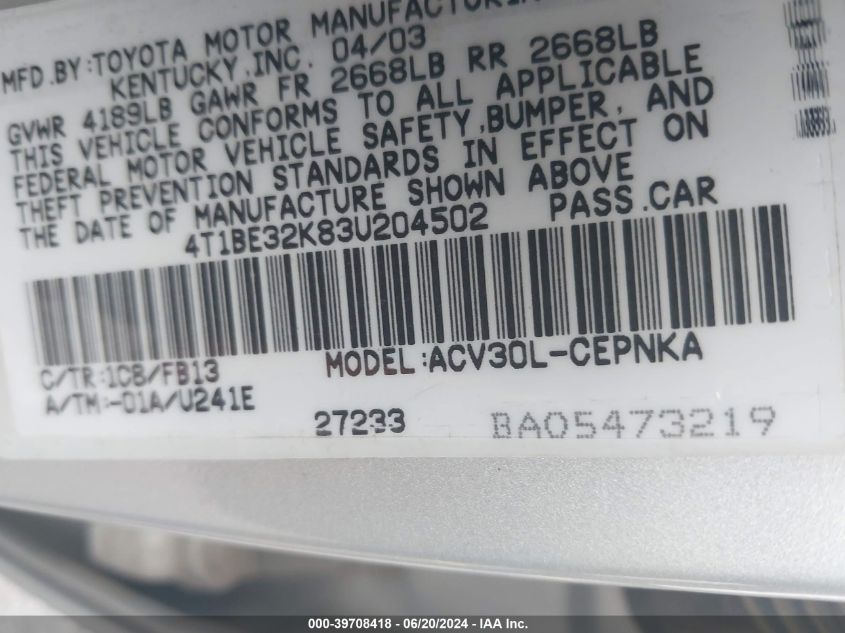 MFD.BY:TOYOTA MOTOR MANUFACTURIN
KENTUCKY,INC. 04/03
GVWR 4189LB GAWR FR 2668LB RR 2668LB
THIS VEHICLE CONFORMS TO ALL APPLICABLE
FEDERAL MOTOR VEHICLE SAFETY,BUMPER, AND
THEFT PREVENTION STANDARDS IN EFFECT ON
THE DATE OF MANUFACTURE SHOWN ABOVE
4T1BE32K83U204502 PASS.CAR
C/TR:1C8/FB13 MODEL:ACV30L-CEPNKA
A/TM:-01A/U241E
27233 BA05473219
000-39708418 - 06/20/2024 - IAA Inc.